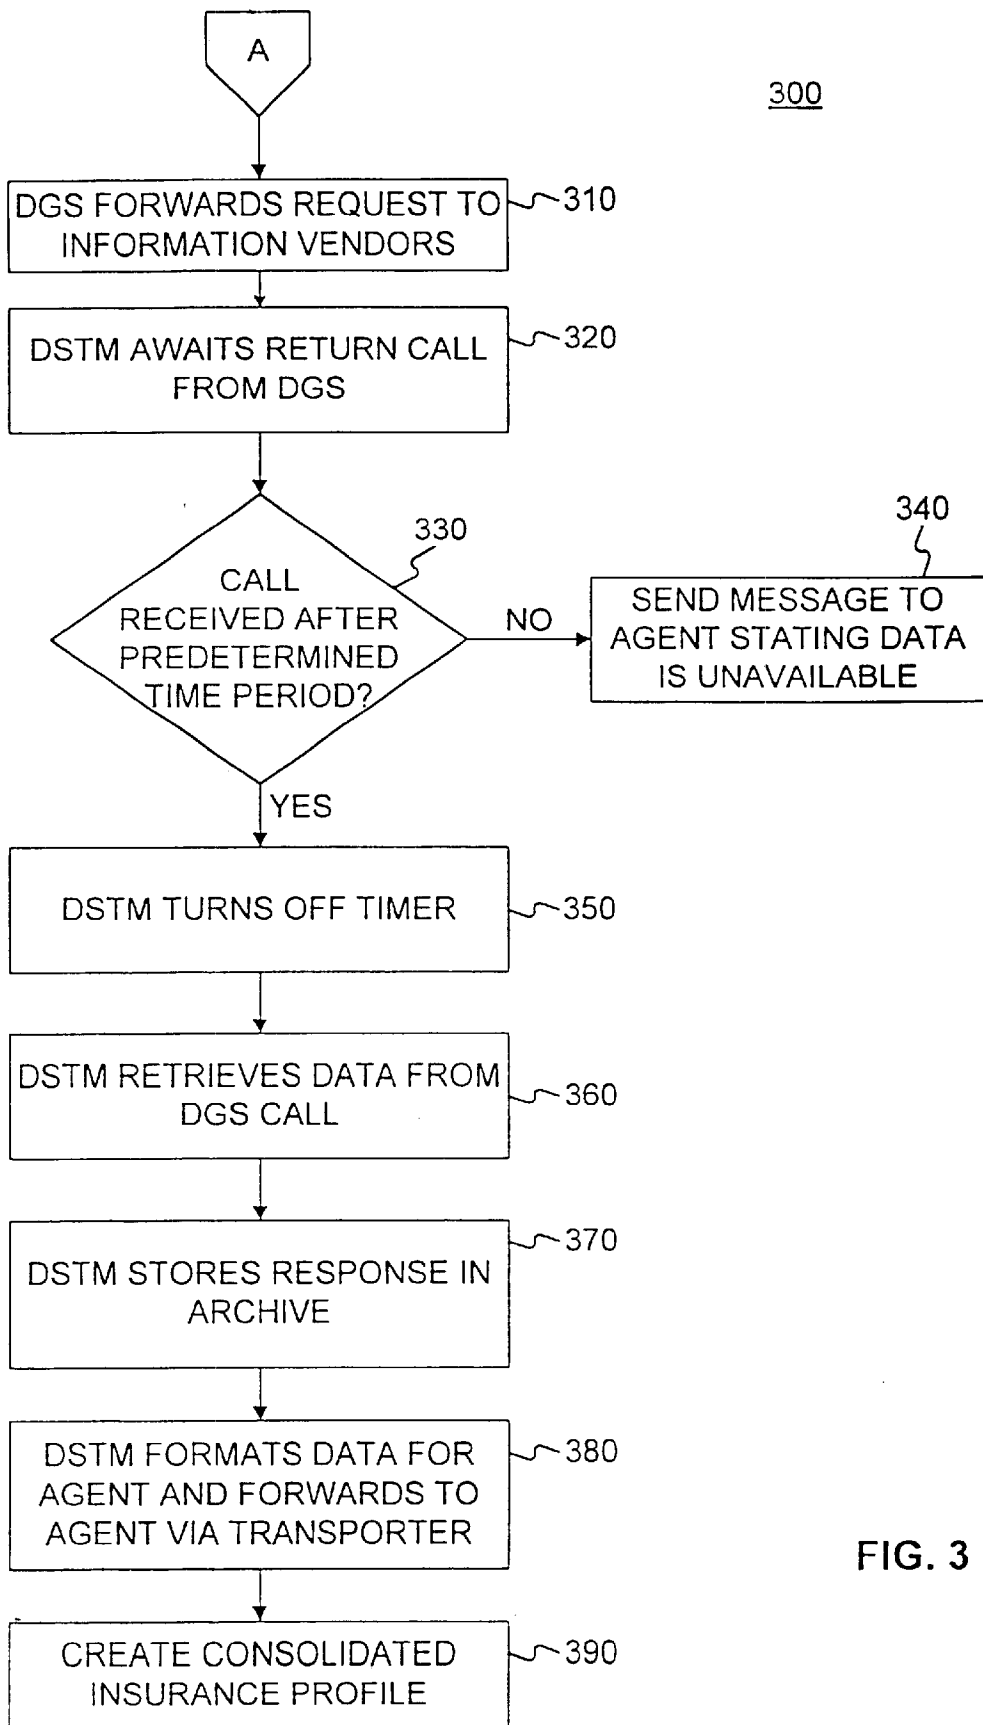 A
300
DGS FORWARDS REQUEST TO
INFORMATION VENDORS
310
DSTM AWAITS RETURN CALL
FROM DGS
320
330
CALL
RECEIVED AFTER
PREDETERMINED
TIME PERIOD?
NO
340
SEND MESSAGE TO
AGENT STATING DATA
IS UNAVAILABLE
YES
DSTM TURNS OFF TIMER
350
DSTM RETRIEVES DATA FROM
DGS CALL
360
DSTM STORES RESPONSE IN
ARCHIVE
370
DSTM FORMATS DATA FOR
AGENT AND FORWARDS TO
AGENT VIA TRANSPORTER
380
FIG. 3
CREATE CONSOLIDATED
INSURANCE PROFILE
390